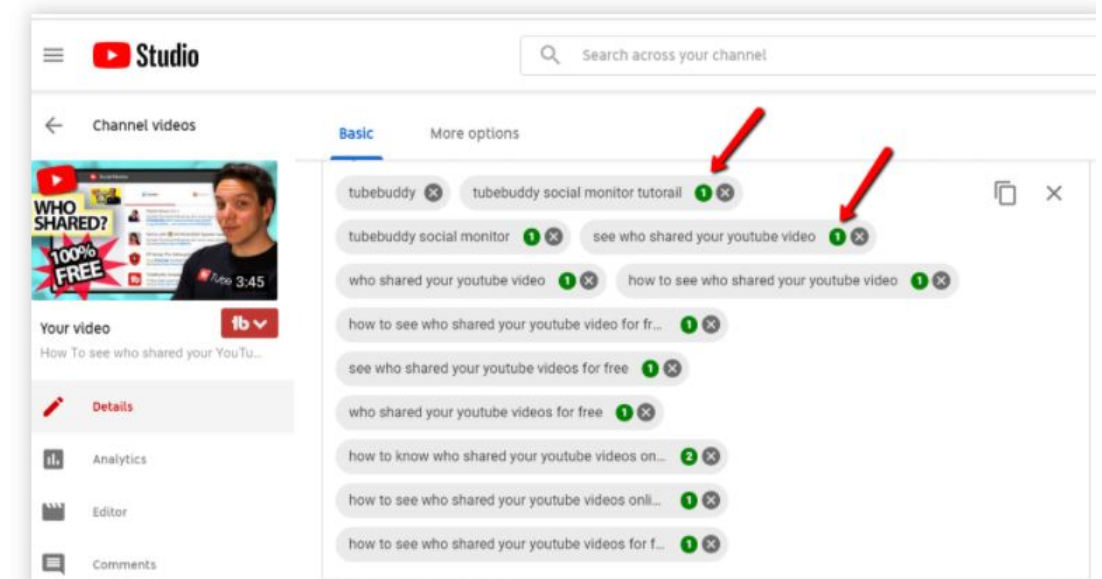 Studio
Search across your channel
Channel videos
Basic More options
WHO
SHARED?
100%
FREE
Tube 3:45
tubebuddy tubebuddy social monitor tutorail 1
tubebuddy social monitor 1 see who shared your youtube video 1
who shared your youtube video 1 how to see who shared your youtube video 1
how to see who shared your youtube video for fr... 1
see who shared your youtube videos for free 1
who shared your youtube videos for free 1
how to know who shared your youtube videos on... 2
how to see who shared your youtube videos onli... 1
how to see who shared your youtube videos for f... 1
Your video tb
How To see who shared your YouTu...
Details
Analytics
Editor
Comments